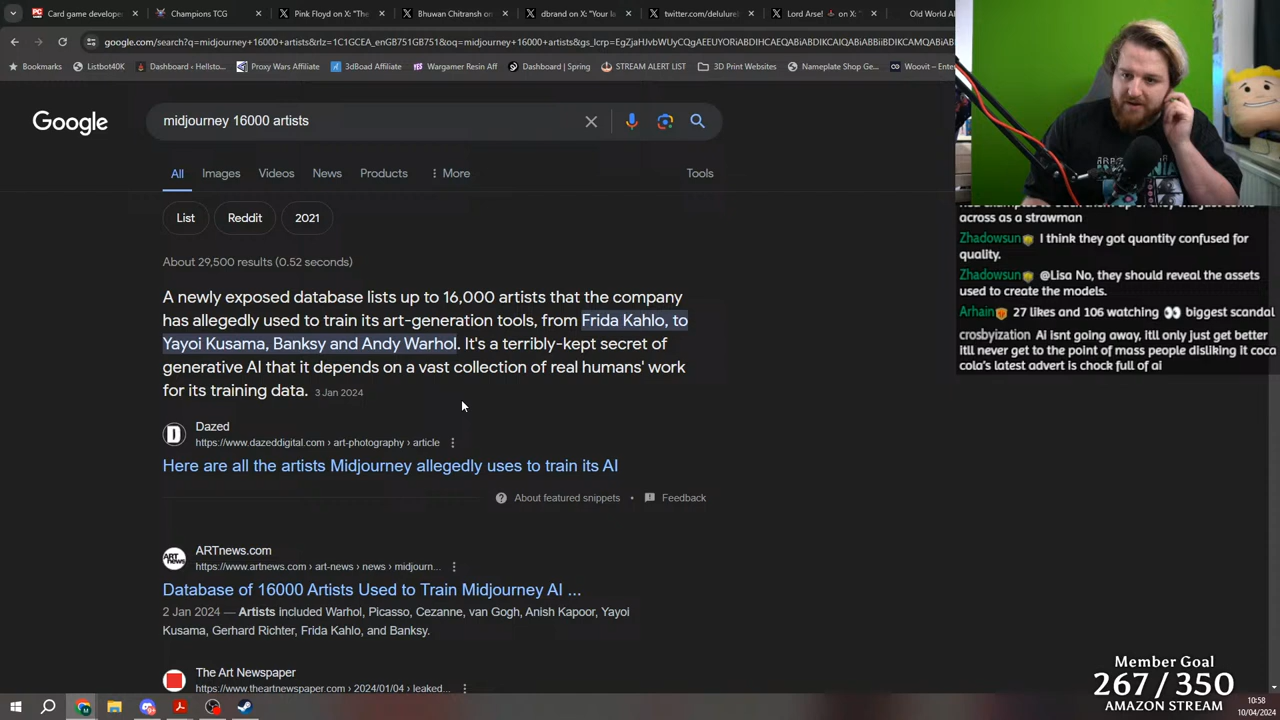 Card game developer
Champions TCG
Pink Floyd on X: "The
Bhuwan Chitransh on
dbrand on X: "Your la
twitter.com/delulure
Lord Arse! on X:
Old World A
google.com/search?q=midjourney+16000+artists&rlz=1C1GCEA_enGB751GB751&oq=midjourney+16000+artists&gs_lcrp=
Bookmarks
Listbot40K
Dashboard ‹ Hellsto...
Proxy Wars Affiliate
3d8oad Affiliate
Wargamer Resin Aff
Dashboard | Spring
STREAM ALERT LIST
3D Print Websites
Nameplate Shop Ge...
Woovit – Ente
Google
midjourney 16000 artists
All
Images
Videos
News
Products
More
Tools
List
Reddit
2021
About 29,500 results (0.52 seconds)
A newly exposed database lists up to 16,000 artists that the company
has allegedly used to train its art-generation tools, from Frida Kahlo, to
Yayoi Kusama, Banksy and Andy Warhol. It's a terribly-kept secret of
generative AI that it depends on a vast collection of real humans' work
for its training data. 3 Jan 2024
Dazed
https://www.dazeddigital.com › art-photography › article
Here are all the artists Midjourney allegedly uses to train its AI
About featured snippets • Feedback
ART news
ARTnews.com
https://www.artnews.com › art-news › news › midjourn...
Database of 16000 Artists Used to Train Midjourney AI ...
2 Jan 2024 — Artists included Warhol, Picasso, Cezanne, van Gogh, Anish Kapoor, Yayoi
Kusama, Gerhard Richter, Frida Kahlo, and Banksy.
The Art Newspaper
https://www.theartnewspaper.com › 2024/01/04 › leaked...
across as a strawman
Zhadowsun I think they got quantity confused for
quality.
Zhadowsun @Lisa No, they should reveal the assets
used to create the models.
Arhain 27 likes and 106 watching 👀 biggest scandal
crosbyization Ai isnt going away, itll only just get better
itll never get to the point of mass people disliking it coca
cola's latest advert is chock full of ai
Member Goal
267 / 350
AMAZON STREAM
10:58
10/04/2024